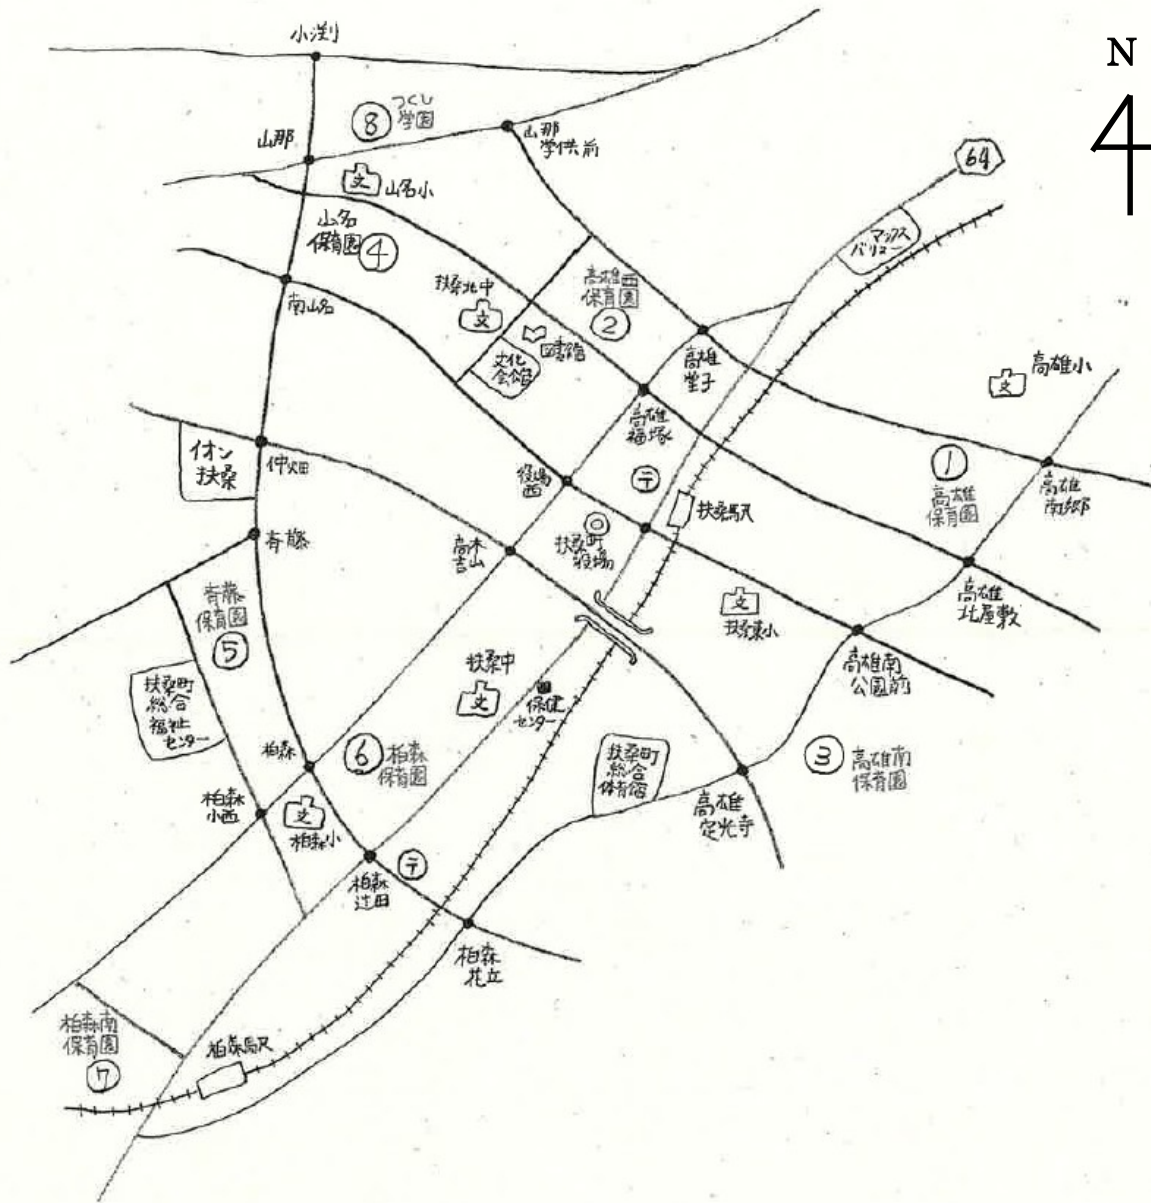 小渕
N
⑧
つくし
学園
山那
学供前
山那
64
文
山名小
山名
保育園
④
マックス
バリュー
扶桑北中
文
高雄西
保育園
②
南山名
図書館
文化
会館
高雄
堂子
高雄小
文
高雄
福塚
イオン
扶桑
仲畑
役場
西
〒
①
高雄
保育園
高雄
南郷
扶桑駅
斉藤
高木
吉山
扶桑町
役場
斉藤
保育園
⑤
文
扶桑東小
高雄
北屋敷
高雄南
公園前
扶桑町
総合
福祉
センター
扶桑中
文
保健
センター
柏森
⑥
柏森
保育園
扶桑町
総合
体育館
③
高雄南
保育園
柏森
小西
文
柏森小
高雄
定光寺
柏森
辻田
〒
柏森
花立
柏森南
保育園
⑦
柏森駅